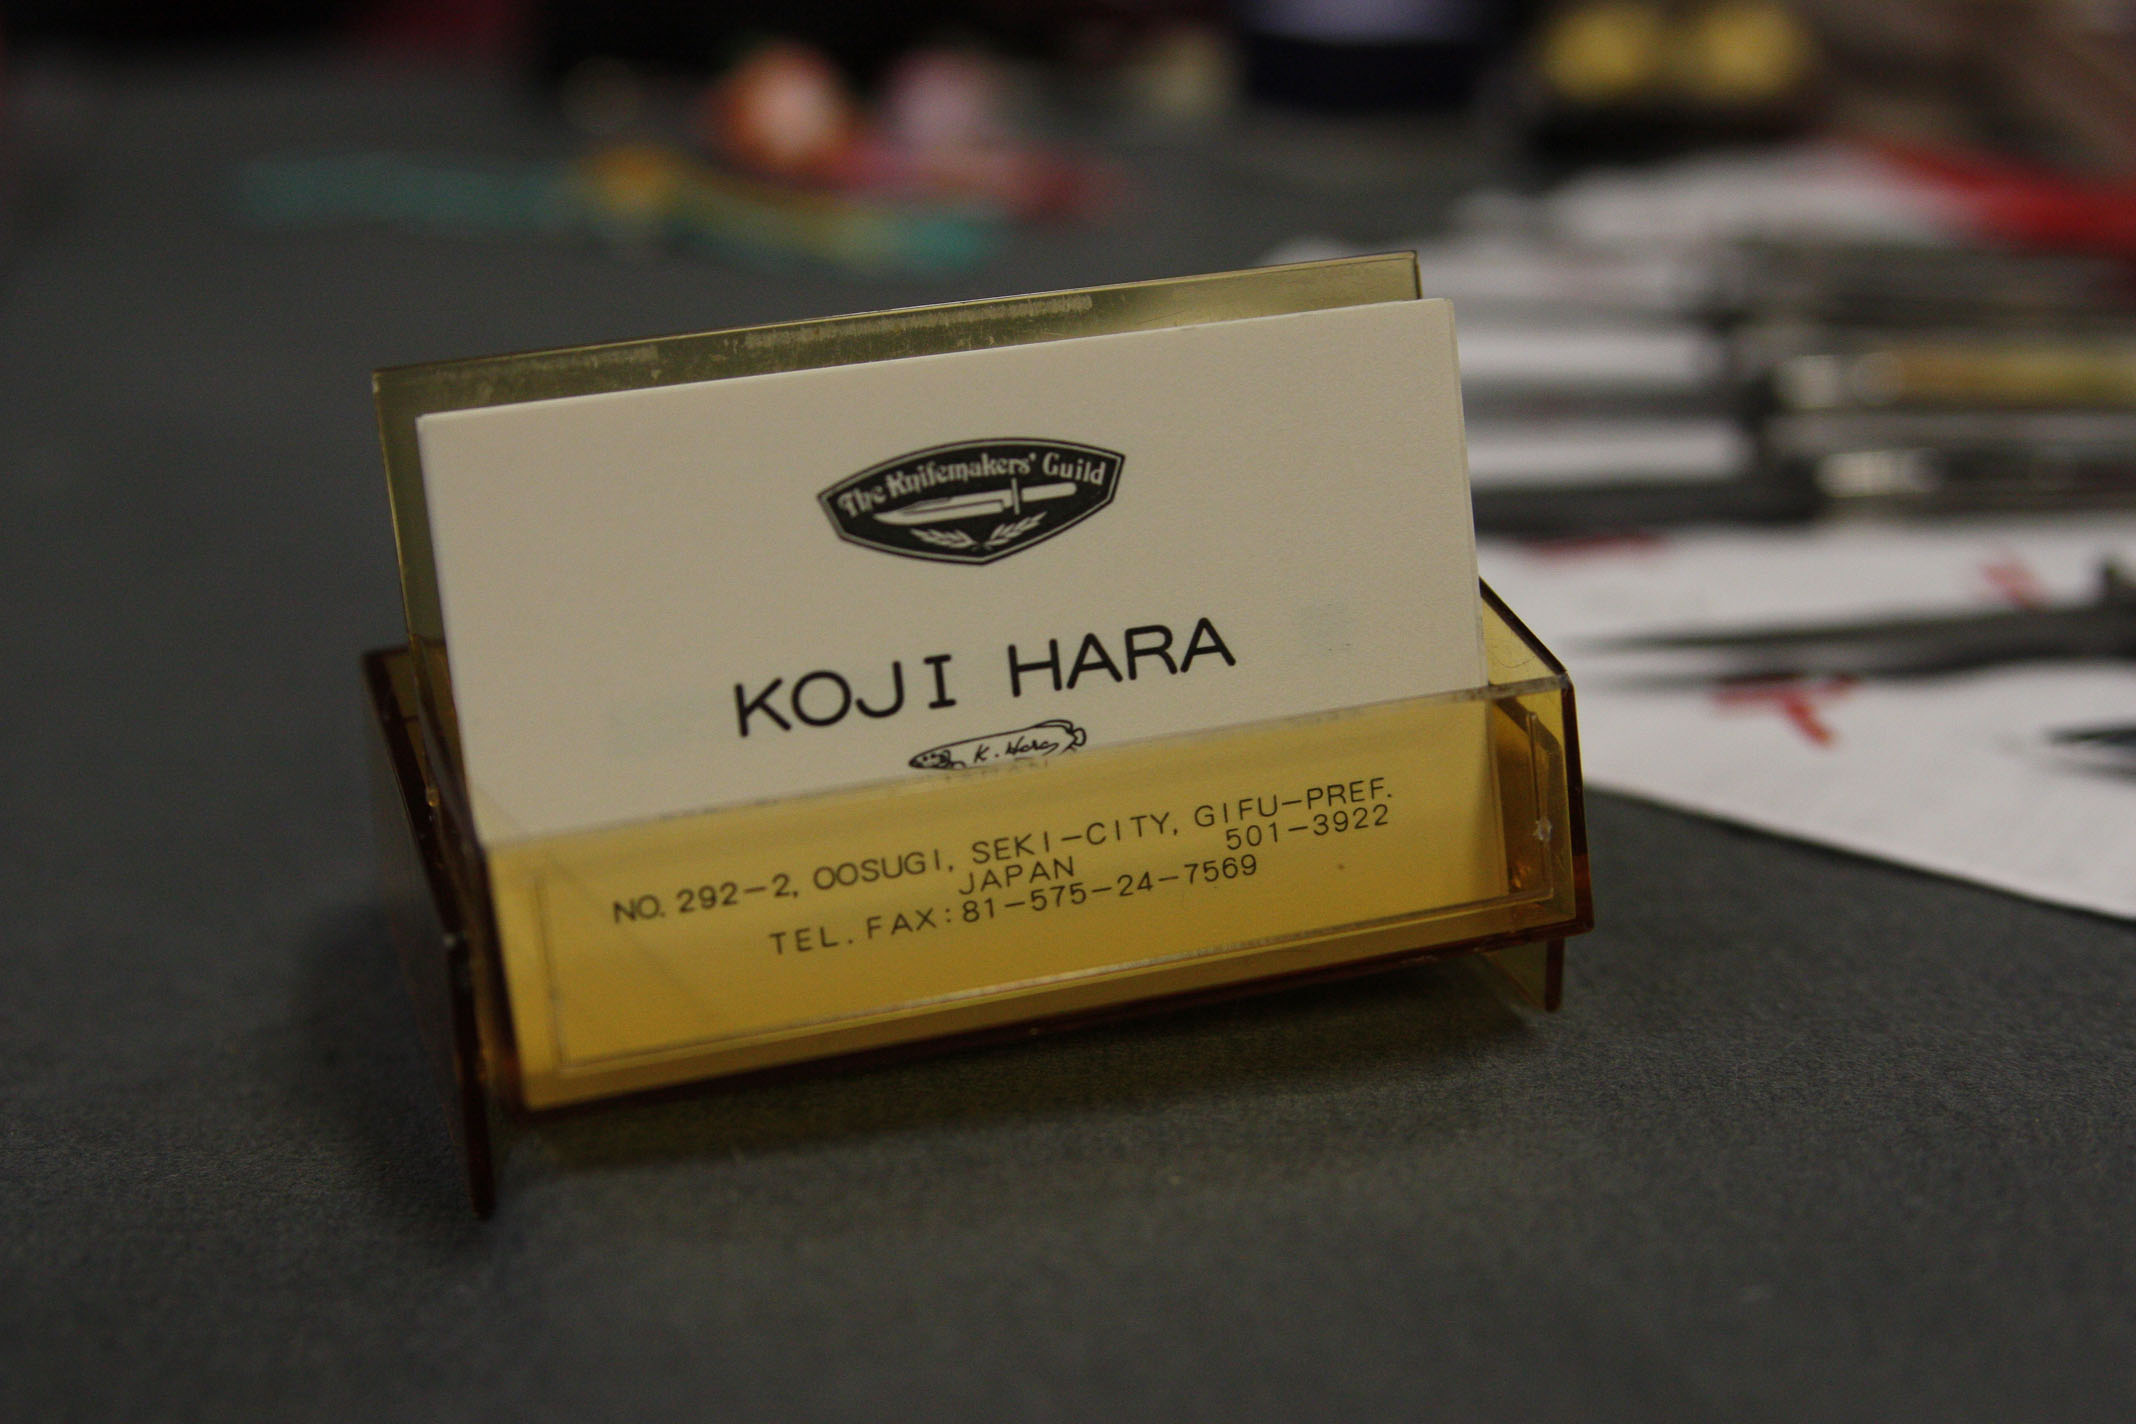 The Knifemakers' Guild
KOJI HARA
K. Hara
JAPAN
NO. 292-2, OOSUGI, SEKI-CITY, GIFU-PREF.
JAPAN 501-3922
TEL. FAX:81-575-24-7569